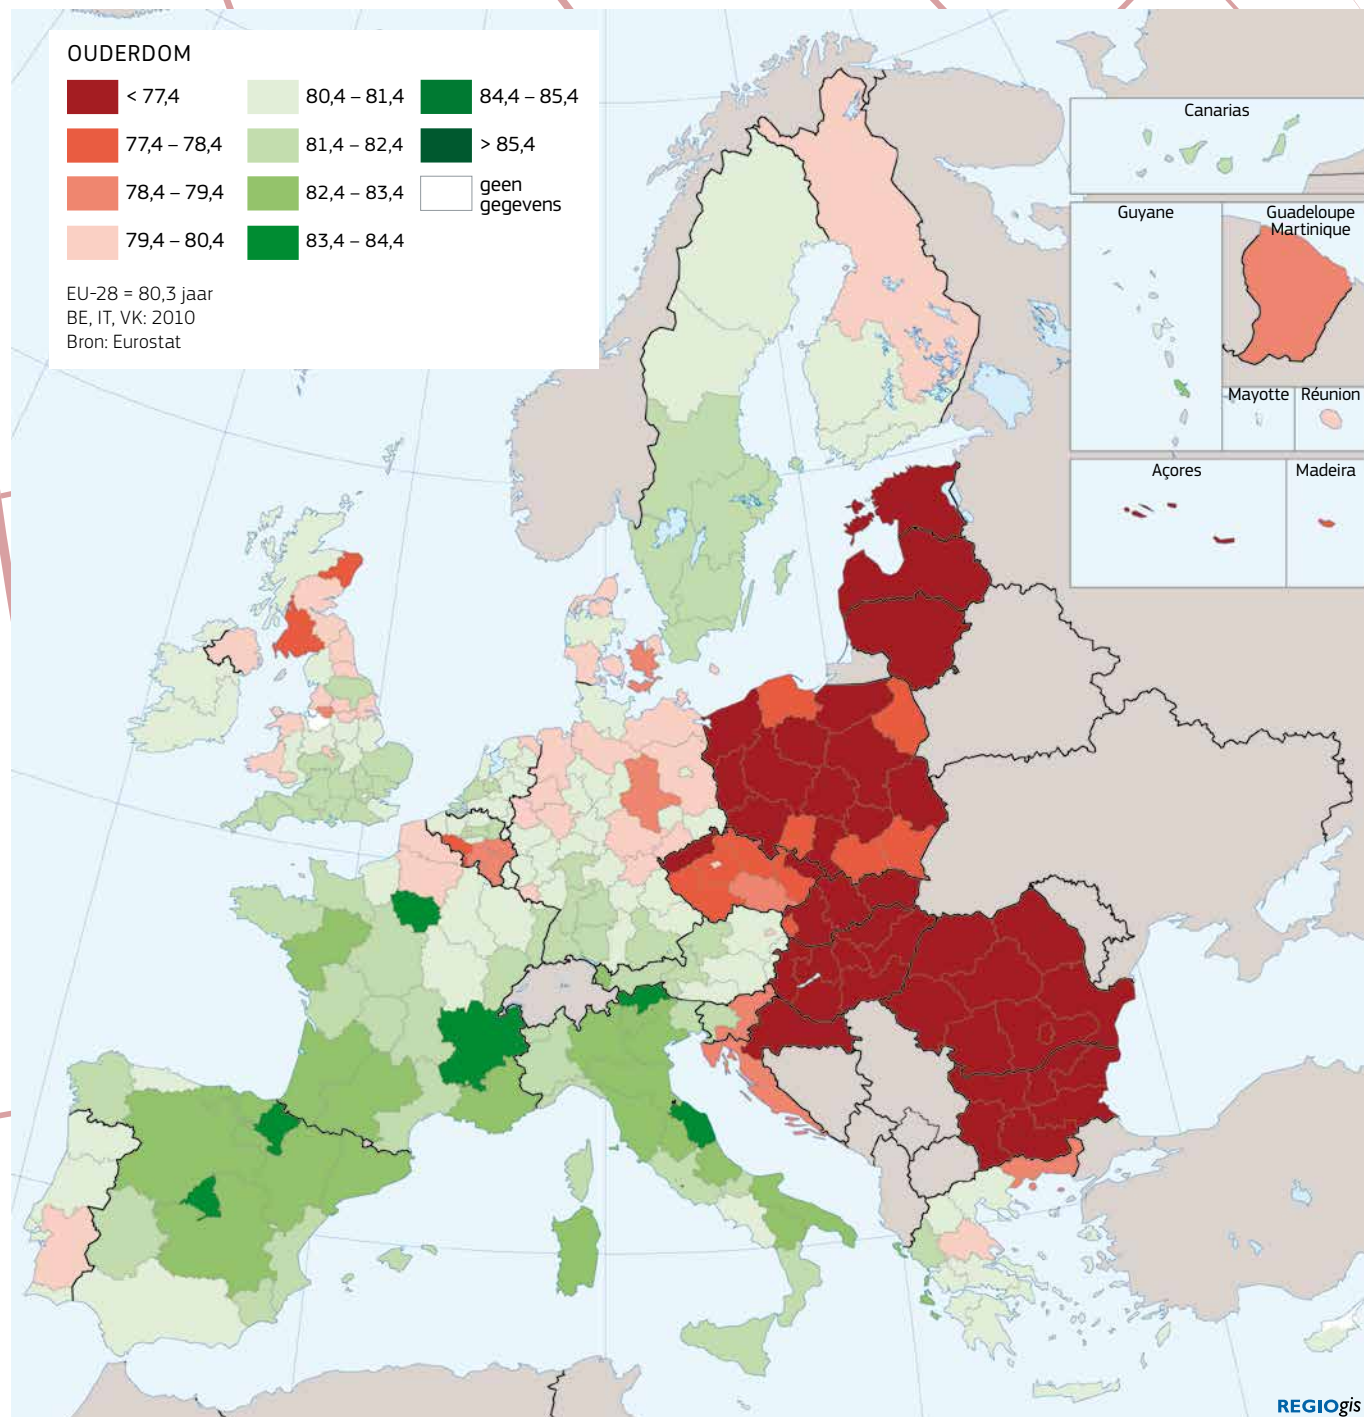 OUDERDOM
< 77,4
77,4 – 78,4
78,4 – 79,4
79,4 – 80,4
80,4 – 81,4
81,4 – 82,4
82,4 – 83,4
83,4 – 84,4
84,4 – 85,4
> 85,4
geen
gegevens
EU-28 = 80,3 jaar
BE, IT, VK: 2010
Bron: Eurostat
Canarias
Guyane
Guadeloupe
Martinique
Mayotte
Réunion
Açores
Madeira
REGIOgis